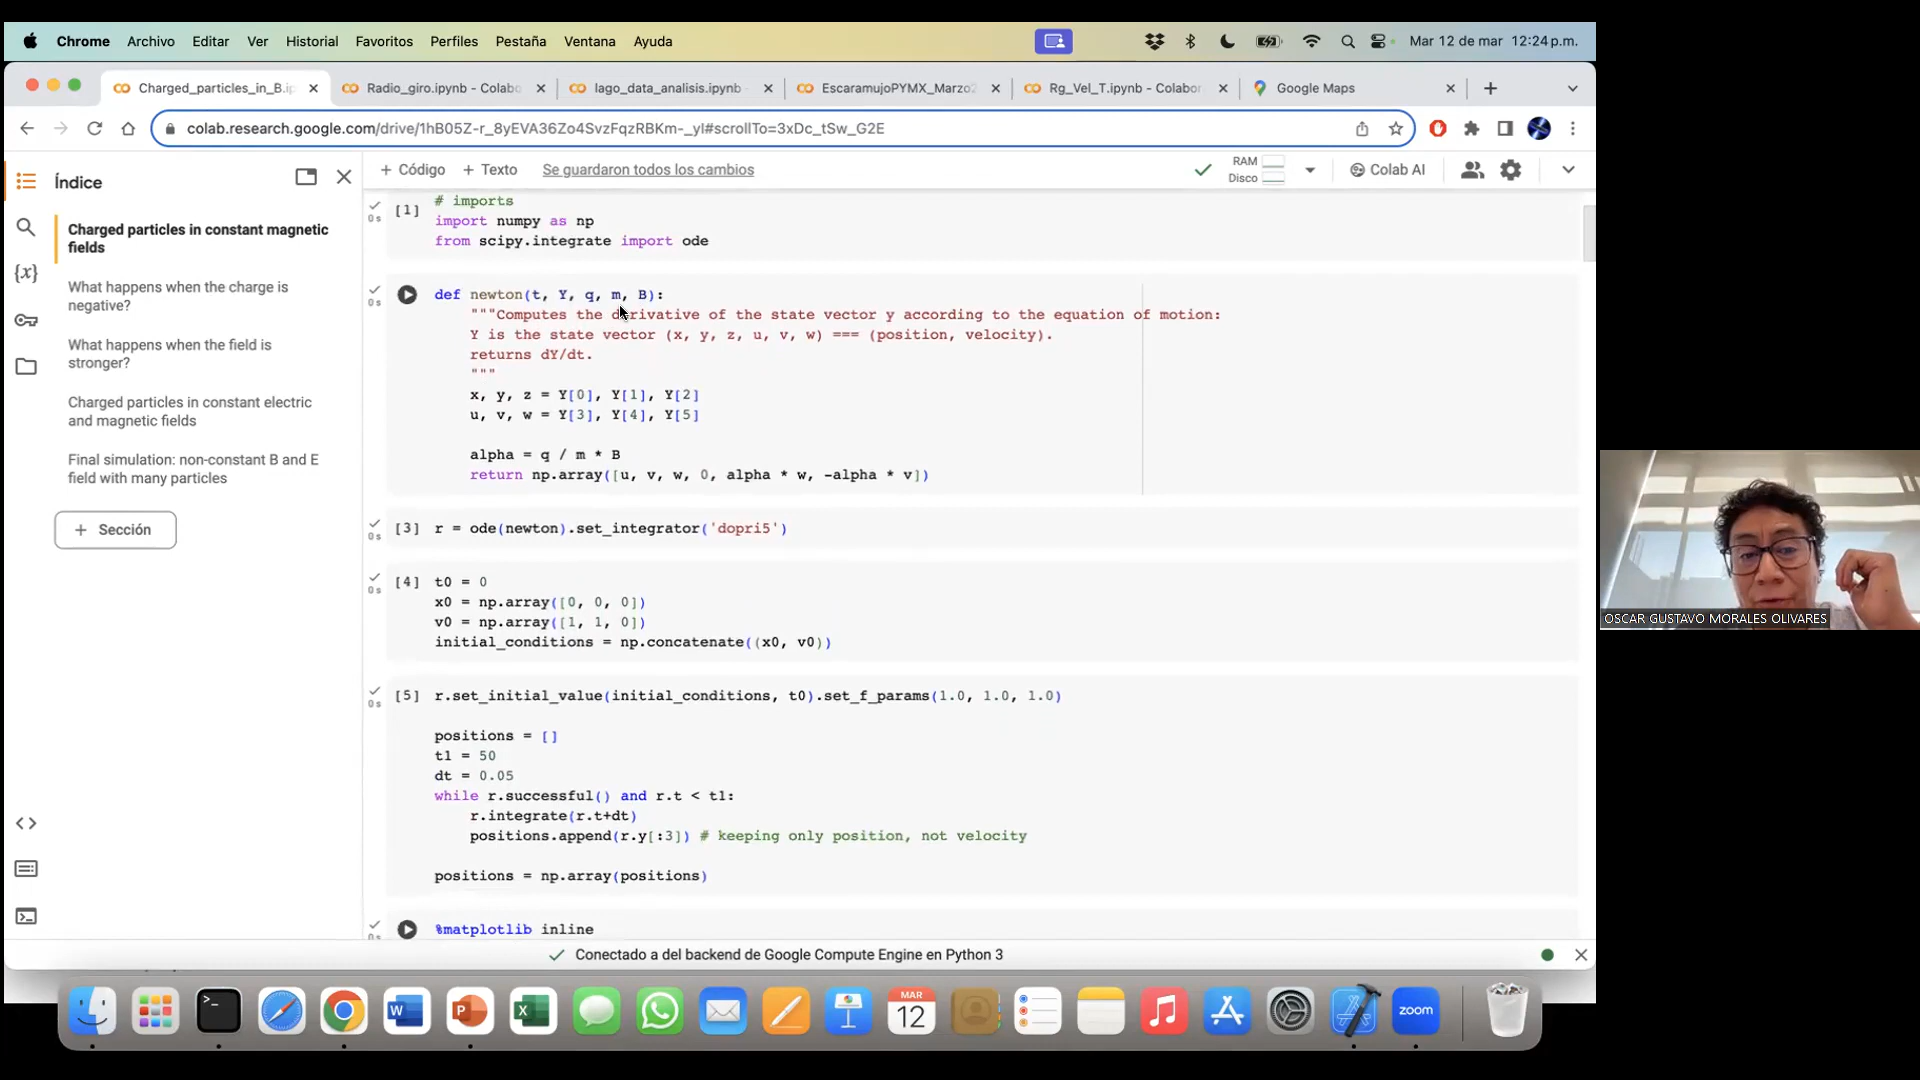 Chrome Archivo Editar Ver Historial Favoritos Perfiles Pestaña Ventana Ayuda Mar 12 de mar 12:24 p.m.
Charged_particles_in_B.ip Radio_giro.ipynb - Colabo lago_data_analisis.ipynb - EscaramujoPYMX_Marzo2 Rg_Vel_T.ipynb - Colabor Google Maps
colab.research.google.com/drive/1hB05Z-r_8yEVA36Zo4SvzFqzRBKm-_yl#scrollTo=3xDc_tSw_G2E
Índice
Charged particles in constant magnetic
fields
What happens when the charge is
negative?
What happens when the field is
stronger?
Charged particles in constant electric
and magnetic fields
Final simulation: non-constant B and E
field with many particles
+ Sección
{x}
+ Código + Texto Se guardaron todos los cambios RAM Disco Colab AI
[1] # imports
0 s
import numpy as np
from scipy.integrate import ode
0 s
def newton(t, Y, q, m, B):
"""Computes the derivative of the state vector y according to the equation of motion:
Y is the state vector (x, y, z, u, v, w) === (position, velocity).
returns dY/dt.
"""
x, y, z = Y[0], Y[1], Y[2]
u, v, w = Y[3], Y[4], Y[5]
alpha = q / m * B
return np.array([u, v, w, 0, alpha * w, -alpha * v])
0 s
[3] r = ode(newton).set_integrator('dopri5')
0 s
[4] t0 = 0
x0 = np.array([0, 0, 0])
v0 = np.array([1, 1, 0])
initial_conditions = np.concatenate((x0, v0))
0 s
[5] r.set_initial_value(initial_conditions, t0).set_f_params(1.0, 1.0, 1.0)
positions = []
t1 = 50
dt = 0.05
while r.successful() and r.t < t1:
r.integrate(r.t+dt)
positions.append(r.y[:3]) # keeping only position, not velocity
positions = np.array(positions)
%matplotlib inline
Conectado a del backend de Google Compute Engine en Python 3
OSCAR GUSTAVO MORALES OLIVARES
W P X MAR 12 zoom